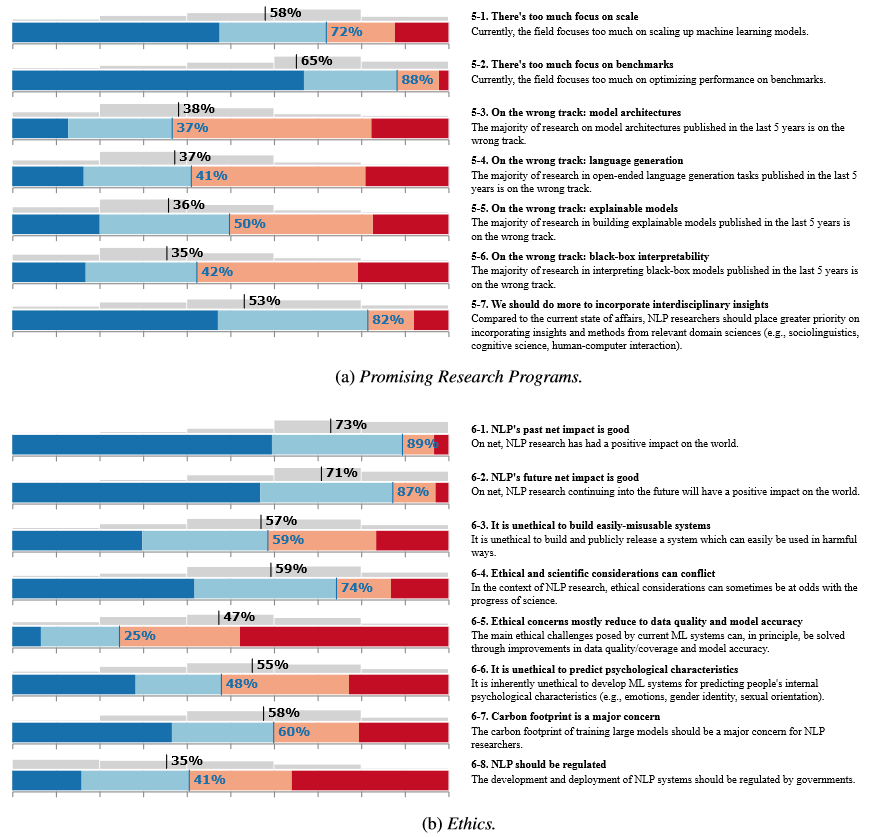 58%
72%
5-1. There's too much focus on scale
Currently, the field focuses too much on scaling up machine learning models.
65%
88%
5-2. There's too much focus on benchmarks
Currently, the field focuses too much on optimizing performance on benchmarks.
38%
37%
5-3. On the wrong track: model architectures
The majority of research on model architectures published in the last 5 years is on the
wrong track.
37%
41%
5-4. On the wrong track: language generation
The majority of research in open-ended language generation tasks published in the last 5
years is on the wrong track.
36%
50%
5-5. On the wrong track: explainable models
The majority of research in building explainable models published in the last 5 years is
on the wrong track.
35%
42%
5-6. On the wrong track: black-box interpretability
The majority of research in interpreting black-box models published in the last 5 years is
on the wrong track.
53%
82%
5-7. We should do more to incorporate interdisciplinary insights
Compared to the current state of affairs, NLP researchers should place greater priority on
incorporating insights and methods from relevant domain sciences (e.g., sociolinguistics,
cognitive science, human-computer interaction).
(a) Promising Research Programs.
73%
89%
6-1. NLP's past net impact is good
On net, NLP research has had a positive impact on the world.
71%
87%
6-2. NLP's future net impact is good
On net, NLP research continuing into the future will have a positive impact on the world.
57%
59%
6-3. It is unethical to build easily-misusable systems
It is unethical to build and publicly release a system which can easily be used in harmful
ways.
59%
74%
6-4. Ethical and scientific considerations can conflict
In the context of NLP research, ethical considerations can sometimes be at odds with the
progress of science.
47%
25%
6-5. Ethical concerns mostly reduce to data quality and model accuracy
The main ethical challenges posed by current ML systems can, in principle, be solved
through improvements in data quality/coverage and model accuracy.
55%
48%
6-6. It is unethical to predict psychological characteristics
It is inherently unethical to develop ML systems for predicting people's internal
psychological characteristics (e.g., emotions, gender identity, sexual orientation).
58%
60%
6-7. Carbon footprint is a major concern
The carbon footprint of training large models should be a major concern for NLP
researchers.
35%
41%
6-8. NLP should be regulated
The development and deployment of NLP systems should be regulated by governments.
(b) Ethics.